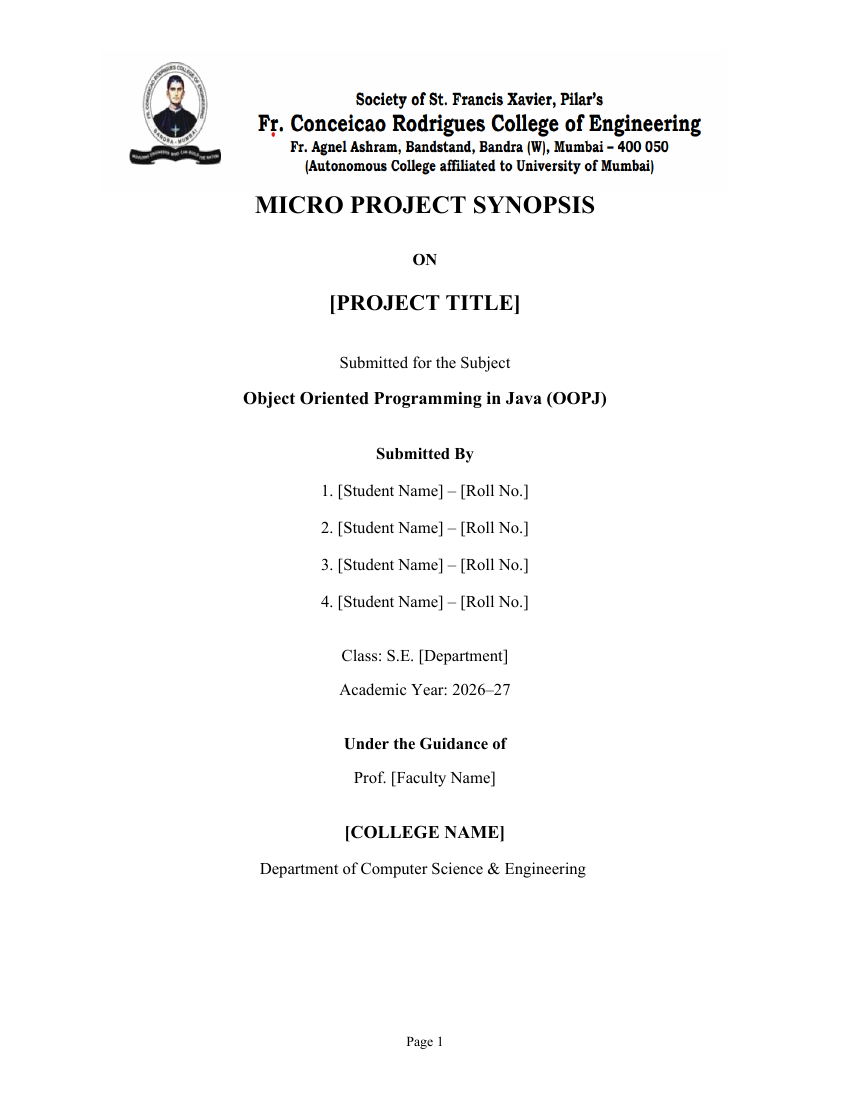 Society of St. Francis Xavier, Pilar's
Fr. Conceicao Rodrigues College of Engineering
Fr. Agnel Ashram, Bandstand, Bandra (W), Mumbai – 400 050
(Autonomous College affiliated to University of Mumbai)
MICRO PROJECT SYNOPSIS
ON
[PROJECT TITLE]
Submitted for the Subject
Object Oriented Programming in Java (OOPJ)
Submitted By
1. [Student Name] – [Roll No.]
2. [Student Name] – [Roll No.]
3. [Student Name] – [Roll No.]
4. [Student Name] – [Roll No.]
Class: S.E. [Department]
Academic Year: 2026–27
Under the Guidance of
Prof. [Faculty Name]
[COLLEGE NAME]
Department of Computer Science & Engineering
Page 1